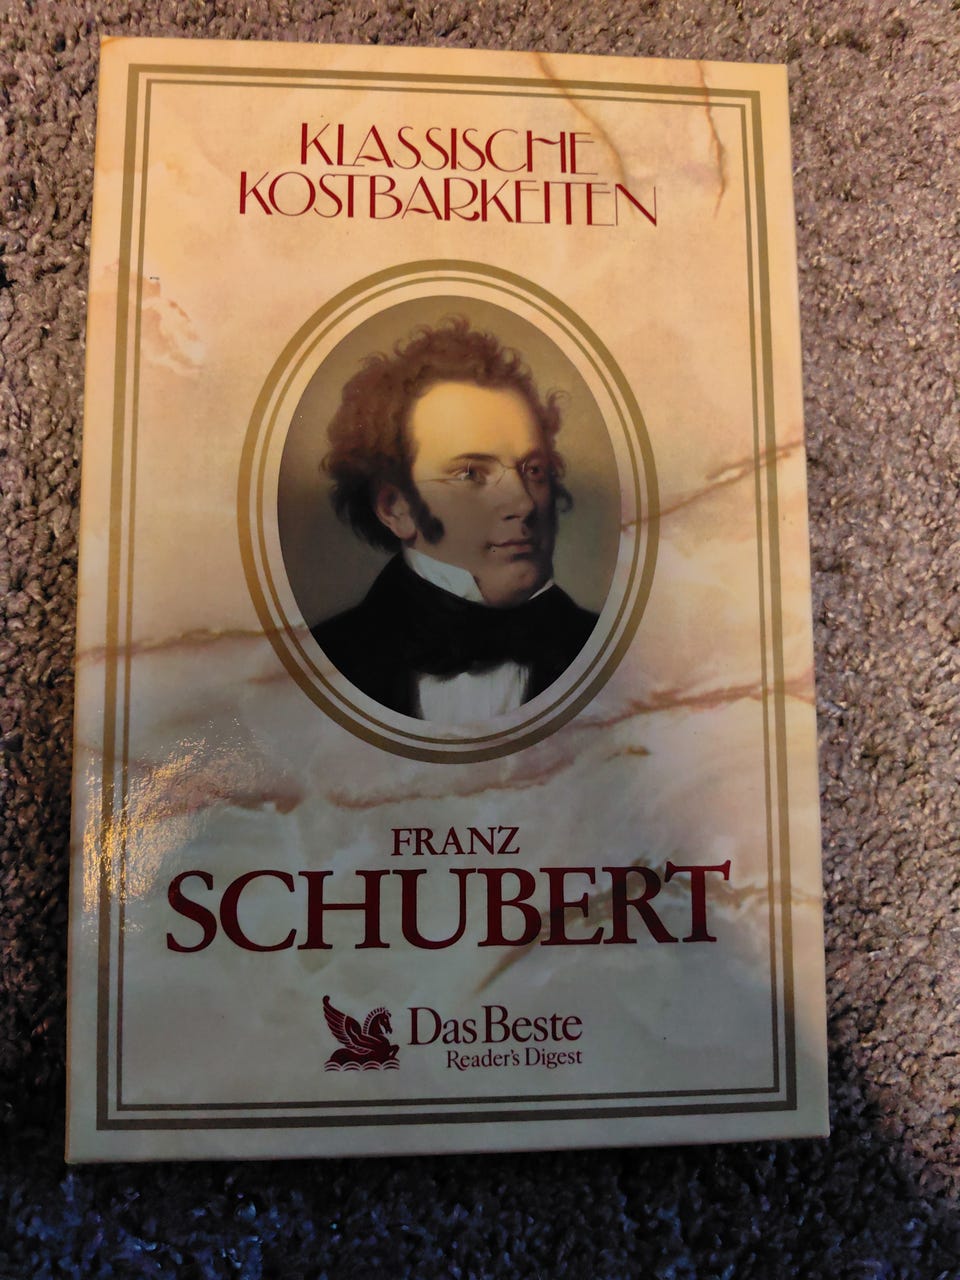 KLASSISCHE
KOSTBARKEITEN
FRANZ
SCHUBERT
Das Beste
Reader's Digest